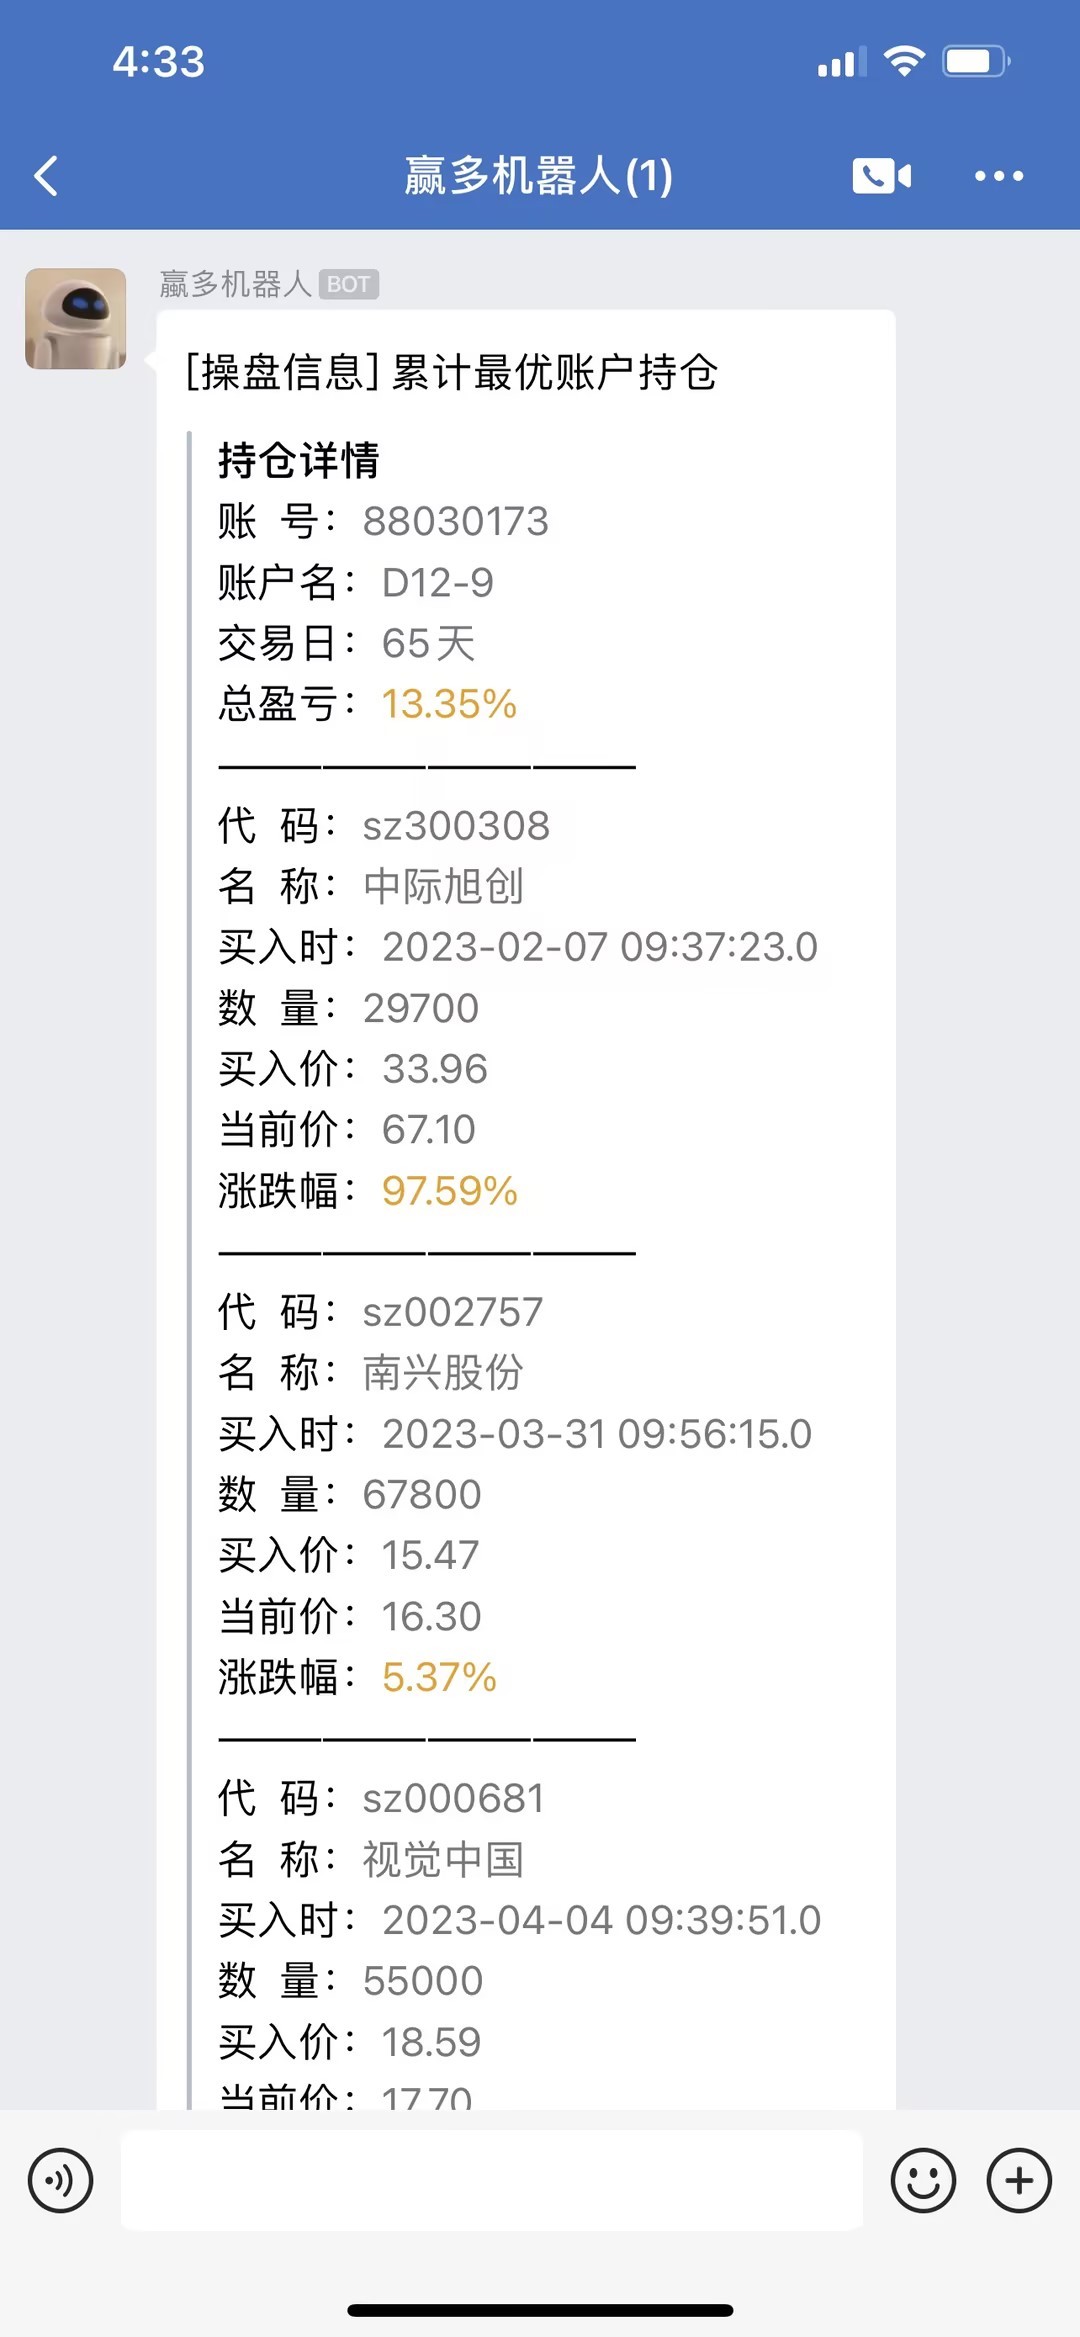 4:33
赢多机器人(1)
赢多机器人 BOT
[操盘信息] 累计最优账户持仓
持仓详情
账 号： 88030173
账户名： D12-9
交易日： 65天
总盈亏： 13.35%
————————
代 码： sz300308
名 称： 中际旭创
买入时： 2023-02-07 09:37:23.0
数 量： 29700
买入价： 33.96
当前价： 67.10
涨跌幅： 97.59%
————————
代 码： sz002757
名 称： 南兴股份
买入时： 2023-03-31 09:56:15.0
数 量： 67800
买入价： 15.47
当前价： 16.30
涨跌幅： 5.37%
————————
代 码： sz000681
名 称： 视觉中国
买入时： 2023-04-04 09:39:51.0
数 量： 55000
买入价： 18.59
当前价： 17.70